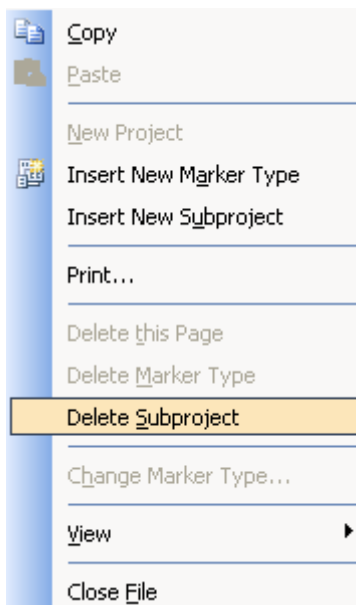 Copy
Paste
New Project
Insert New Marker Type
Insert New Subproject
Print...
Delete this Page
Delete Marker Type
Delete Subproject
Change Marker Type...
View
Close File